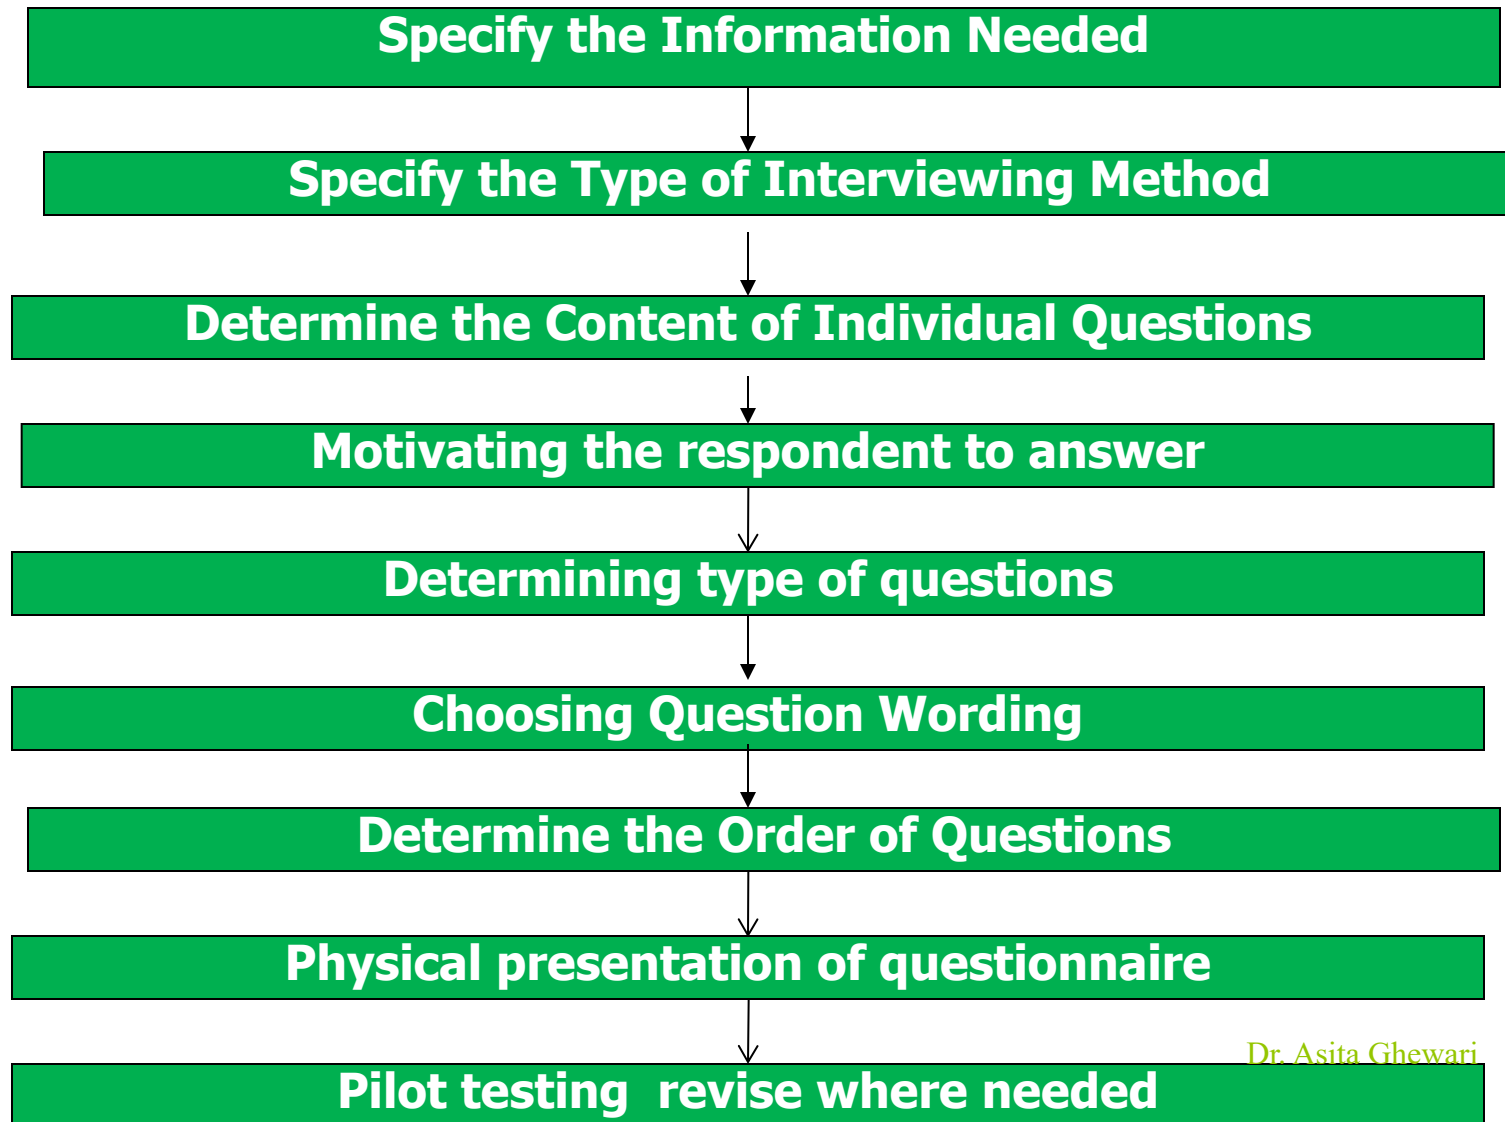 Specify the Information Needed
Specify the Type of Interviewing Method
Determine the Content of Individual Questions
Motivating the respondent to answer
Determining type of questions
Choosing Question Wording
Determine the Order of Questions
Physical presentation of questionnaire
Dr. Asita Ghewari
Pilot testing  revise where needed